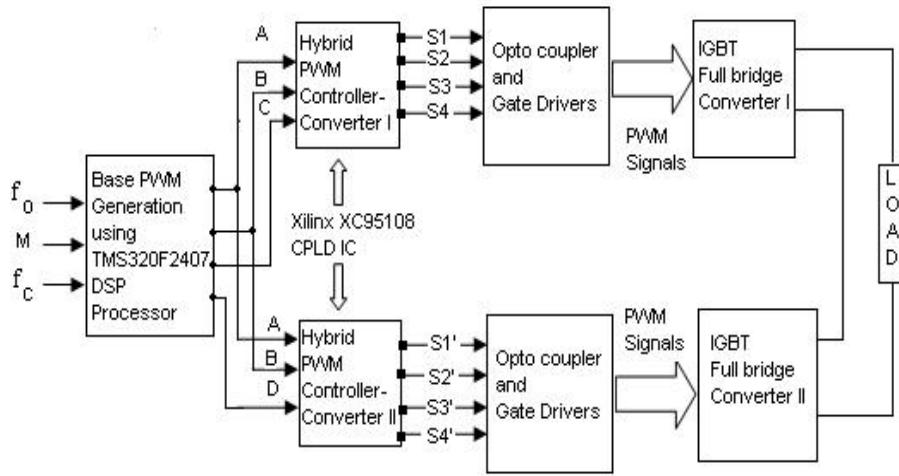 f₀
M
f_C
Base PWM
Generation
using
TMS320F2407
DSP
Processor
A
B
C
Hybrid
PWM
Controller-
Converter I
S1
S2
S3
S4
Opto coupler
and
Gate Drivers
PWM
Signals
IGBT
Full bridge
Converter I
LOAD
Xilinx XC95108
CPLD IC
A
B
D
Hybrid
PWM
Controller-
Converter II
S1'
S2'
S3'
S4'
Opto coupler
and
Gate Drivers
PWM
Signals
IGBT
Full bridge
Converter II